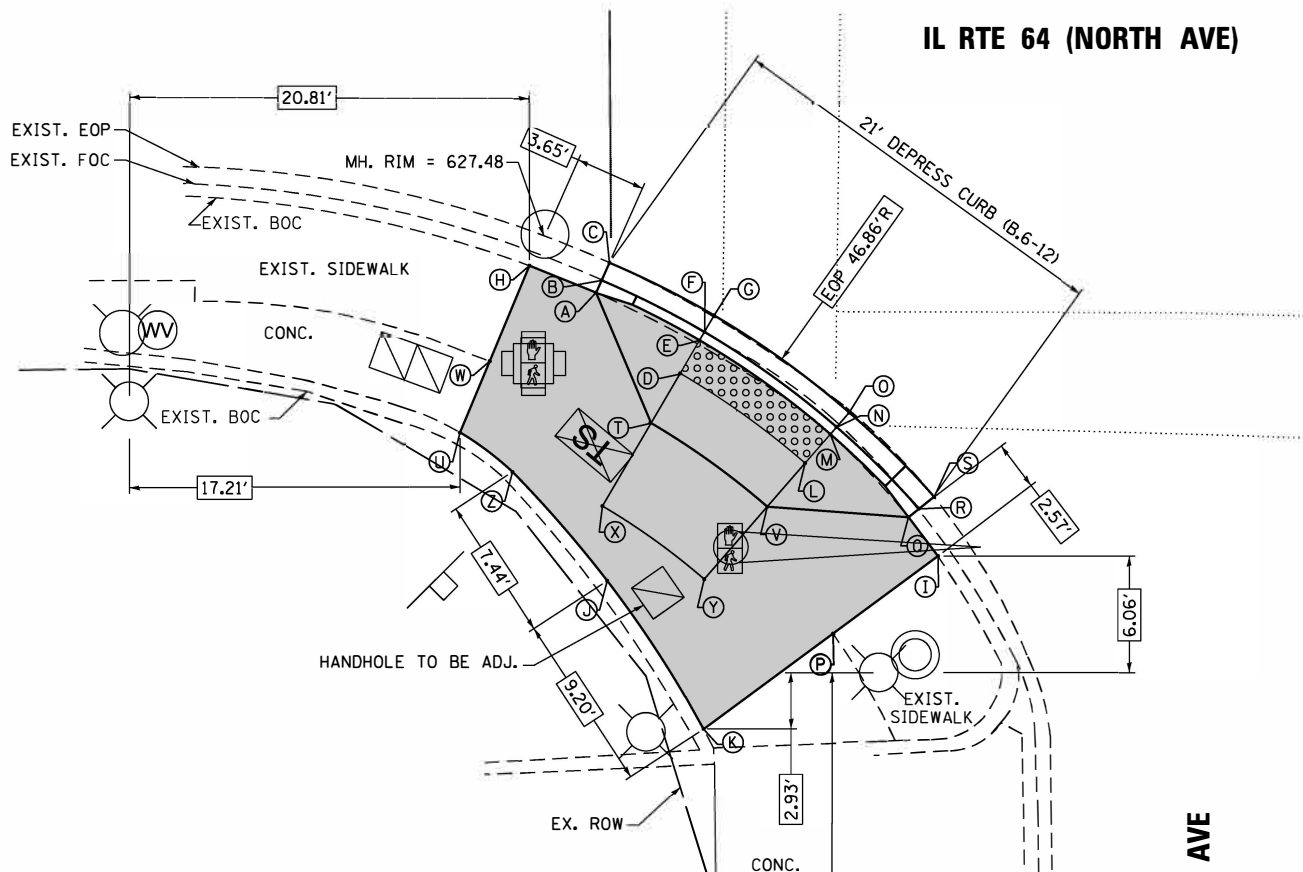 IL RTE 64 (NORTH AVE)
20.81'
EXIST. EOP
EXIST. FOC
3.65'
MH. RIM = 627.48
21' DEPRESS CURB (B.6-12)
EXIST. BOC
EOP 46.86' R
C
EXIST. SIDEWALK
H
B
F
G
A
WV
CONC.
E
W
D
O
N
EXIST. BOC
T
ST
M
S
U
L
17.21'
Z
R
2.57'
X
V
O
7.44'
I
J
Y
6.06'
HANDHOLE TO BE ADJ.
P
9.20'
EXIST.
SIDEWALK
K
2.93'
EX. ROW
AVE
CONC.